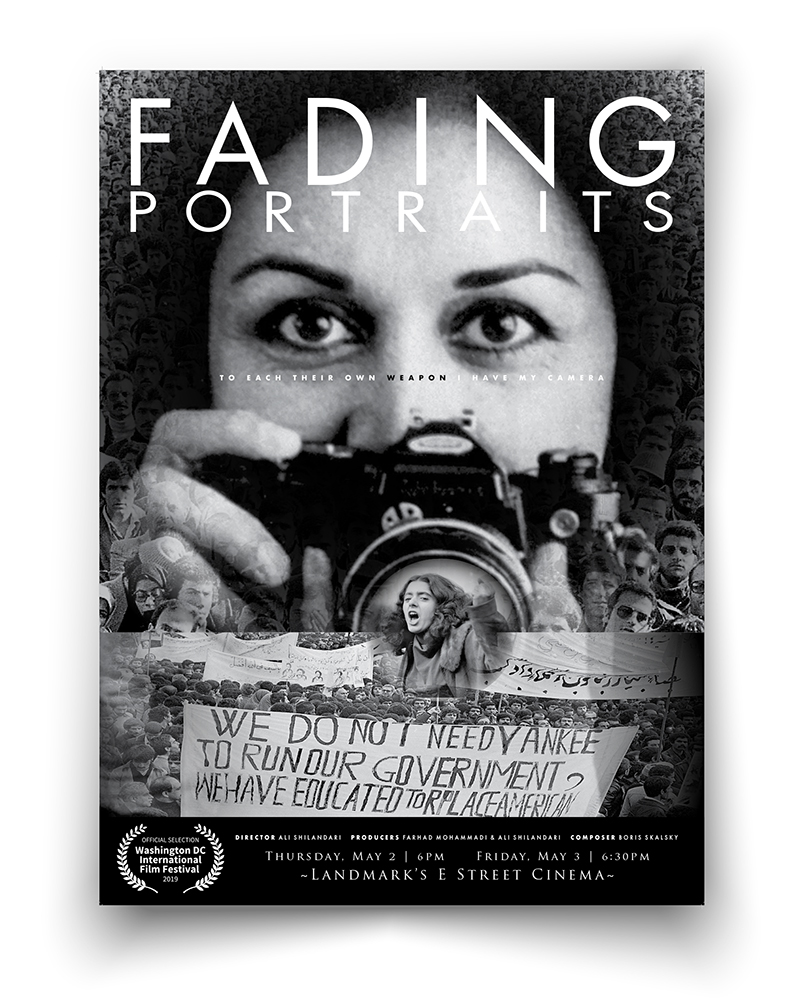 FADING
PORTRAITS
TO EACH THEIR OWN WEAPON I HAVE MY CAMERA
WE DO NOT NEED YANKEE
TO RUN OUR GOVERNMENT,
WE HAVE EDUCATED TO RPLACE AMERICAN
OFFICIAL SELECTION
Washington DC
International
Film Festival
2019
DIRECTOR ALI SHILANDARI PRODUCERS FARHAD MOHAMMADI & ALI SHILANDARI COMPOSER BORIS SKALSKY
THURSDAY, MAY 2 | 6PM FRIDAY, MAY 3 | 6:30PM
~LANDMARK'S E STREET CINEMA~